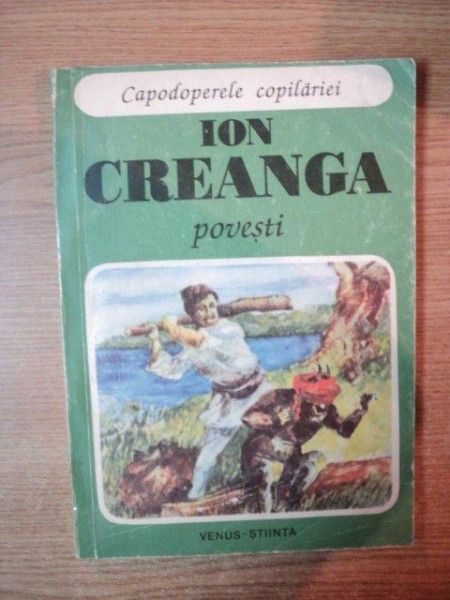 Capodoperele copilăriei
ION
CREANGA
povești
VENUS-STIINTA